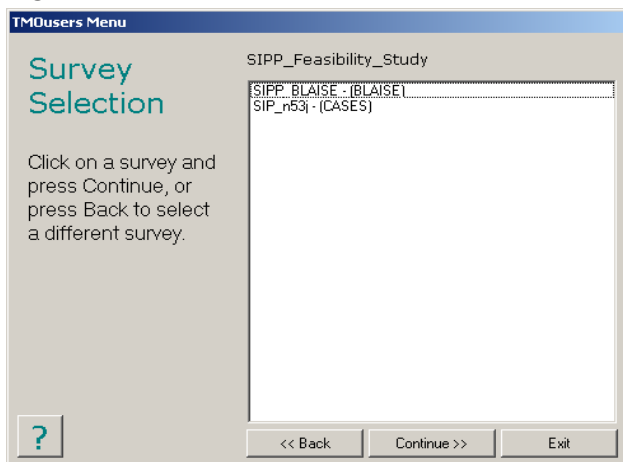 TMOusers Menu
Survey
Selection
Click on a survey and
press Continue, or
press Back to select
a different survey.
SIPP_Feasibility_Study
SIPP_BLAISE - (BLAISE)
SIP_n53j - (CASES)
?
<< Back
Continue >>
Exit